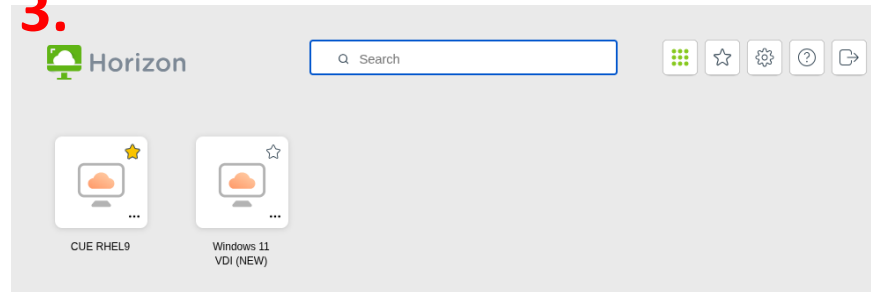 3.
Horizon
Search
CUE RHEL9
Windows 11
VDI (NEW)